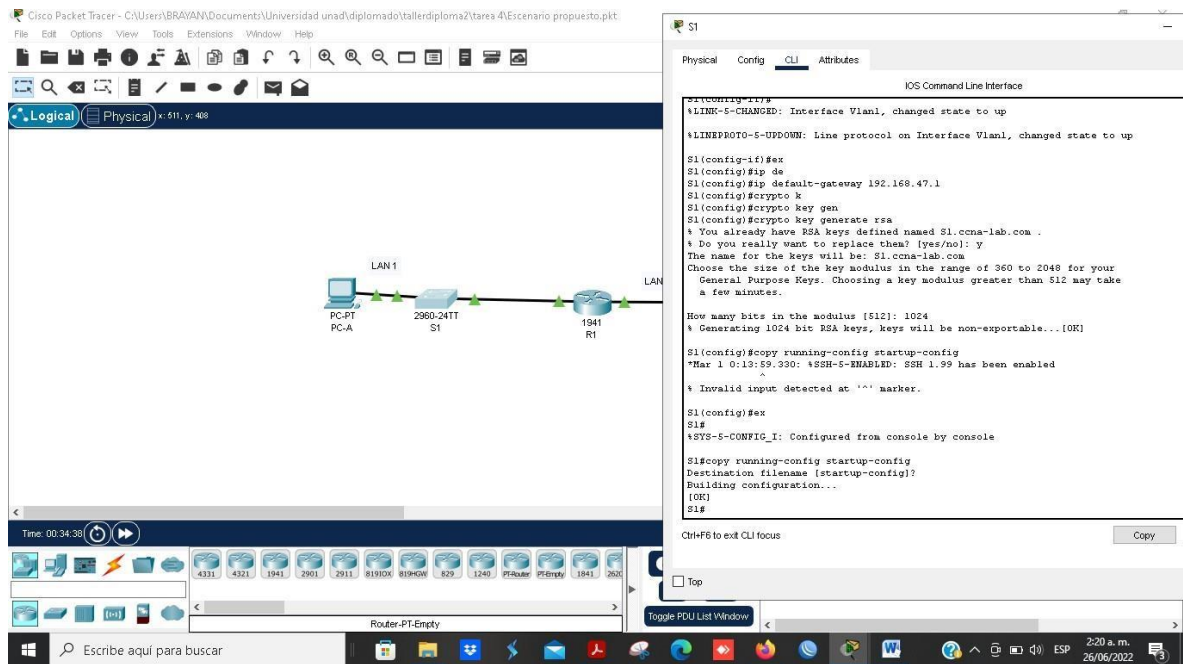 Cisco Packet Tracer - C:\Users\BRAYAN\Documents\Universidad unad\diplomado\tallerdiploma2\tarea 4\Escenario propuesto.pkt
File Edit Options View Tools Extensions Window Help
Logical Physical x: 511, y: 408
LAN 1
LAN
PC-PT
PC-A
2960-24TT
S1
1941
R1
Time: 00:34:38
4331 4321 1941 2901 2911 819IOX 819HGW 829 1240 PT-Router PT-Empty 1841 262
Router-PT-Empty
Toggle PDU List Window
S1
Physical Config CLI Attributes
IOS Command Line Interface
S1(config-if)#
%LINK-5-CHANGED: Interface Vlan1, changed state to up
%LINEPROTO-5-UPDOWN: Line protocol on Interface Vlan1, changed state to up
S1(config-if)#ex
S1(config)#ip de
S1(config)#ip default-gateway 192.168.47.1
S1(config)#crypto k
S1(config)#crypto key gen
S1(config)#crypto key generate rsa
% You already have RSA keys defined named S1.ccna-lab.com .
% Do you really want to replace them? [yes/no]: y
The name for the keys will be: S1.ccna-lab.com
Choose the size of the key modulus in the range of 360 to 2048 for your
General Purpose Keys. Choosing a key modulus greater than 512 may take
a few minutes.
How many bits in the modulus [512]: 1024
% Generating 1024 bit RSA keys, keys will be non-exportable...[OK]
S1(config)#copy running-config startup-config
*Mar 1 0:13:59.330: %SSH-5-ENABLED: SSH 1.99 has been enabled
^
% Invalid input detected at '^' marker.
S1(config)#ex
S1#
%SYS-5-CONFIG_I: Configured from console by console
S1#copy running-config startup-config
Destination filename [startup-config]?
Building configuration...
[OK]
S1#
Ctrl+F6 to exit CLI focus
Copy
Top
Escribe aquí para buscar
ESP
2:20 a. m.
26/06/2022